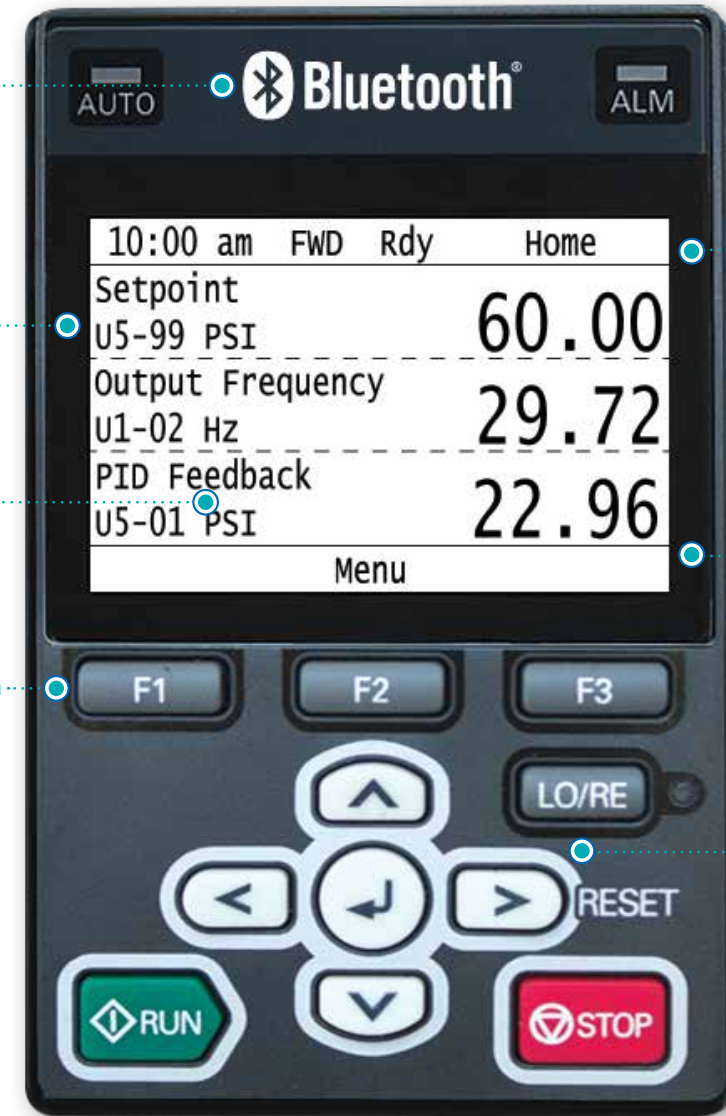 AUTO Bluetooth® ALM
10:00 am FWD Rdy Home
Setpoint
U5-99 PSI 60.00
Output Frequency
U1-02 Hz 29.72
PID Feedback
U5-01 PSI 22.96
Menu
F1 F2 F3
LO/RE
RESET
RUN STOP